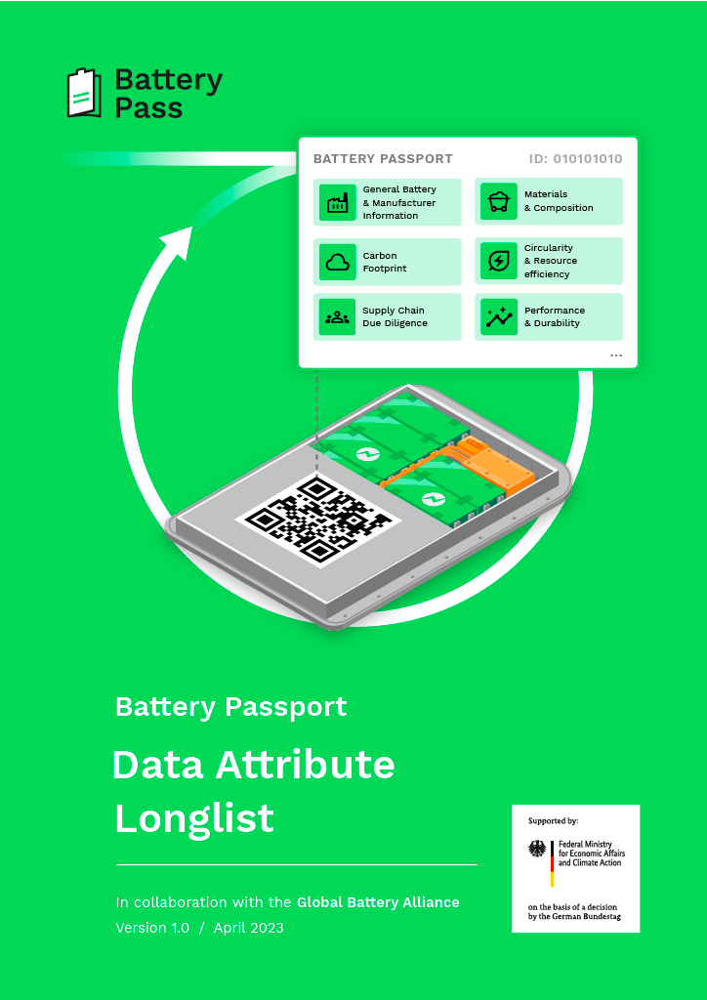 Battery
Pass
BATTERY PASSPORT ID: 010101010
General Battery
& Manufacturer
Information
Materials
& Composition
Carbon
Footprint
Circularity
& Resource
efficiency
Supply Chain
Due Diligence
Performance
& Durability
...
Battery Passport
Data Attribute
Longlist
In collaboration with the Global Battery Alliance
Version 1.0 / April 2023
Supported by:
Federal Ministry
for Economic Affairs
and Climate Action
on the basis of a decision
by the German Bundestag